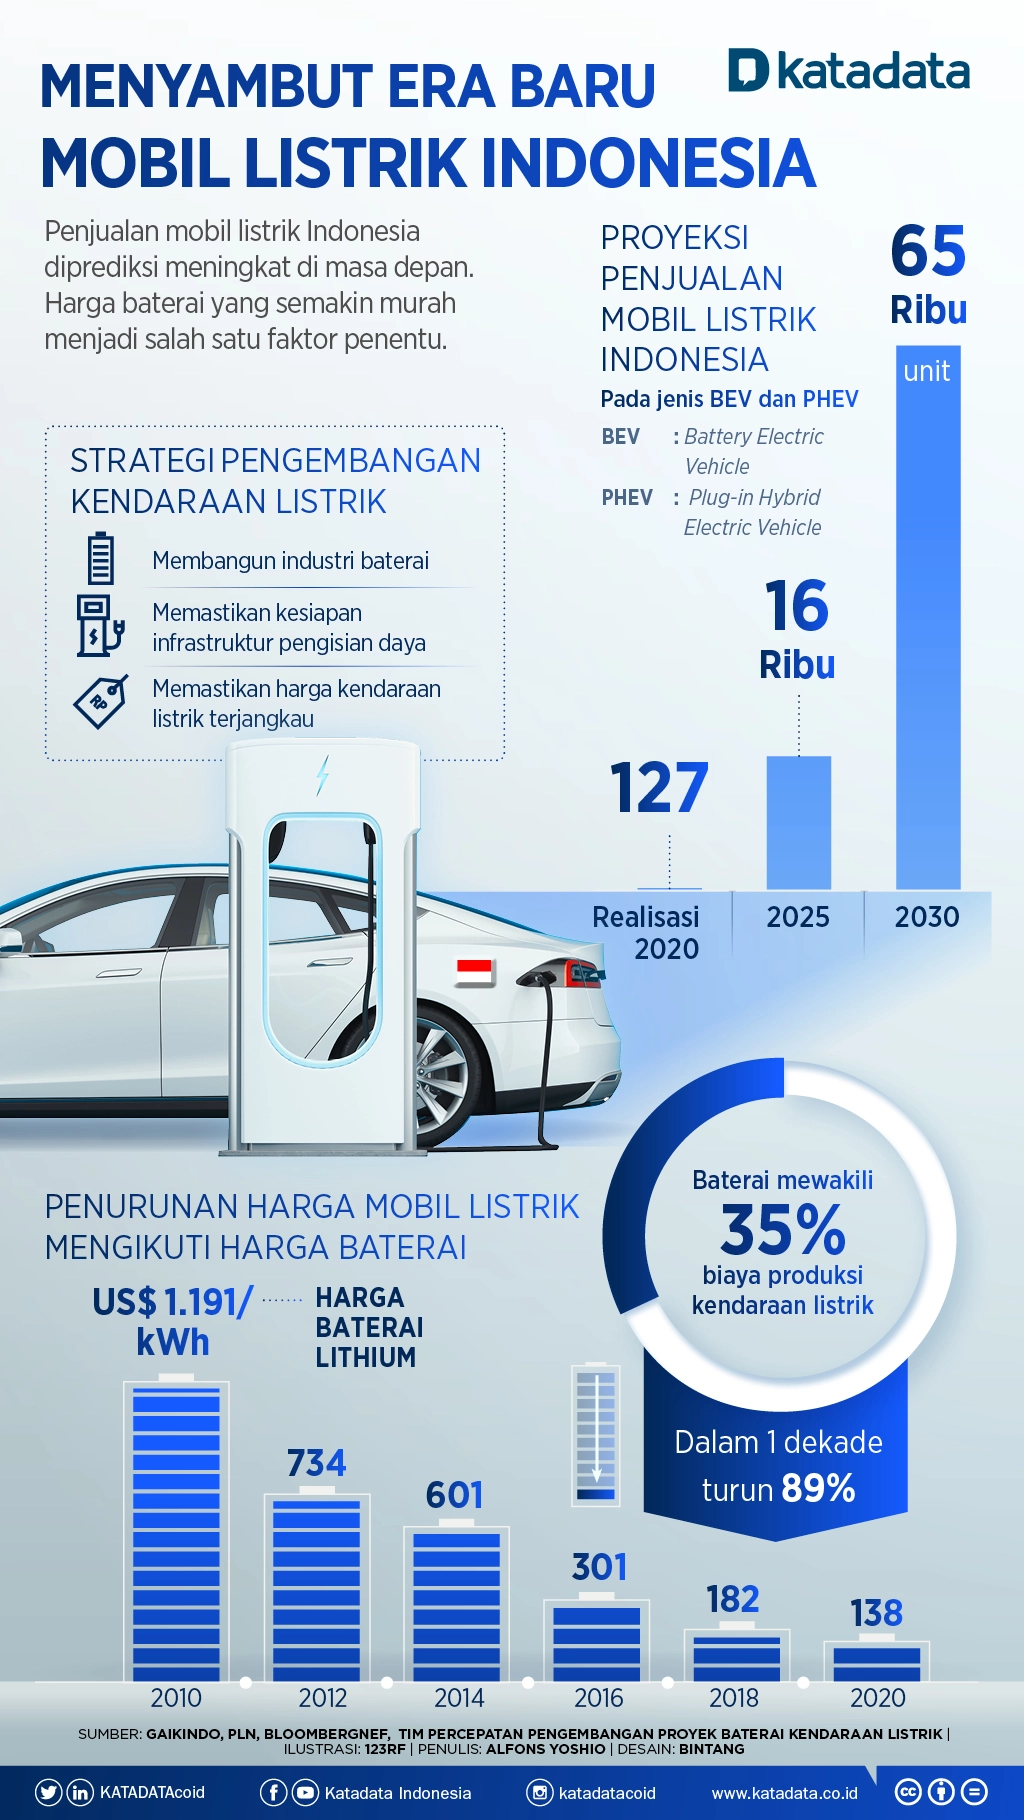 MENYAMBUT ERA BARU
MOBIL LISTRIK INDONESIA
katadata
Penjualan mobil listrik Indonesia
diprediksi meningkat di masa depan.
Harga baterai yang semakin murah
menjadi salah satu faktor penentu.
STRATEGI PENGEMBANGAN
KENDARAAN LISTRIK
Membangun industri baterai
Memastikan kesiapan
infrastruktur pengisian daya
RP
Memastikan harga kendaraan
listrik terjangkau
PROYEKSI
PENJUALAN
MOBIL LISTRIK
INDONESIA
Pada jenis BEV dan PHEV
BEV : Battery Electric
Vehicle
PHEV : Plug-in Hybrid
Electric Vehicle
65
Ribu
unit
16
Ribu
127
Realisasi
2020
2025
2030
Baterai mewakili
35%
biaya produksi
kendaraan listrik
Dalam 1 dekade
turun 89%
PENURUNAN HARGA MOBIL LISTRIK
MENGIKUTI HARGA BATERAI
US$ 1.191/
kWh
HARGA
BATERAI
LITHIUM
734
601
301
182
138
2010
2012
2014
2016
2018
2020
SUMBER: GAIKINDO, PLN, BLOOMBERGNEF, TIM PERCEPATAN PENGEMBANGAN PROYEK BATERAI KENDARAAN LISTRIK |
ILUSTRASI: 123RF | PENULIS: ALFONS YOSHIO | DESAIN: BINTANG
KATADATAcoid
Katadata Indonesia
katadatacoid
www.katadata.co.id